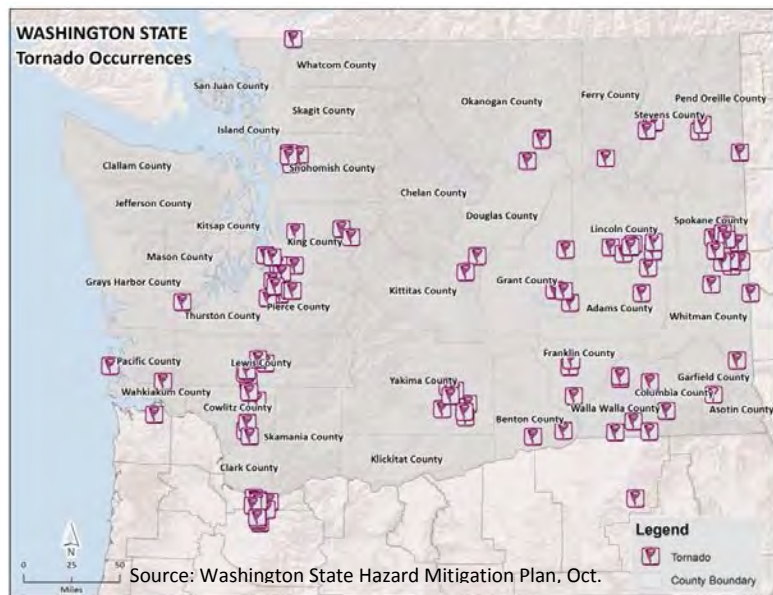 WASHINGTON STATE
Tornado Occurrences
Whatcom County
San Juan County
Skagit County
Okanogan County
Ferry County
Pend Oreille County
Stevens County
Island County
Clallam County
Snohomish County
Chelan County
Jefferson County
Douglas County
Kitsap County
King County
Lincoln County
Spokane County
Mason County
Grays Harbor County
Kittitas County
Grant County
Pierce County
Adams County
Thurston County
Whitman County
Pacific County
Lewis County
Franklin County
Garfield County
Yakima County
Wahkiakum County
Columbia County
Cowlitz County
Walla Walla County
Asotin County
Benton County
Skamania County
Clark County
Klickitat County
Legend
Tornado
County Boundary
N
0 25 50
Miles
Source: Washington State Hazard Mitigation Plan, Oct.